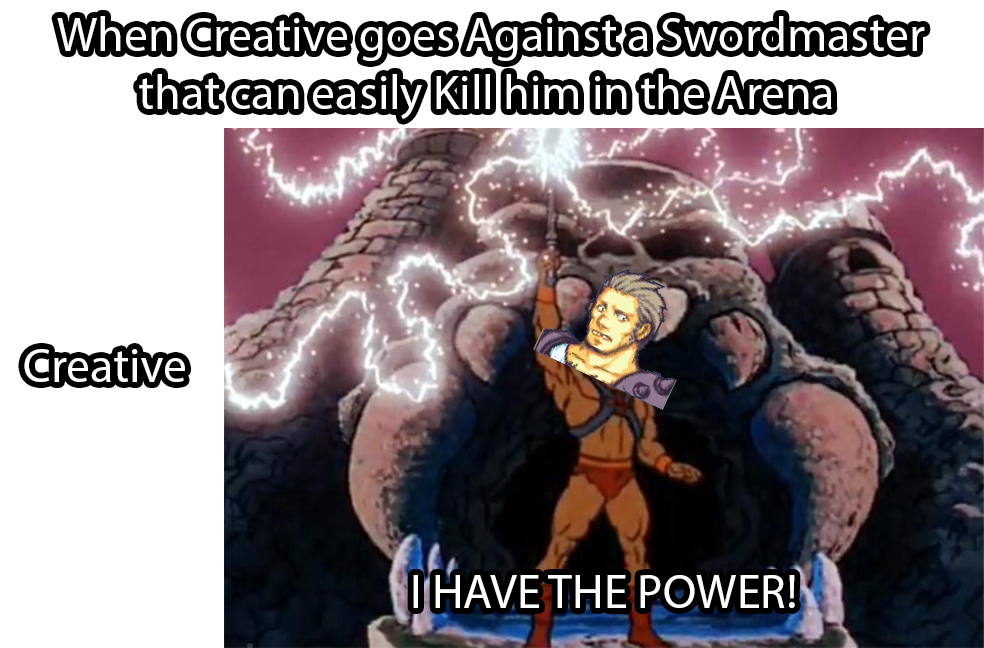 When Creative goes Against a Swordmaster
that can easily Kill him in the Arena
Creative
I HAVE THE POWER!